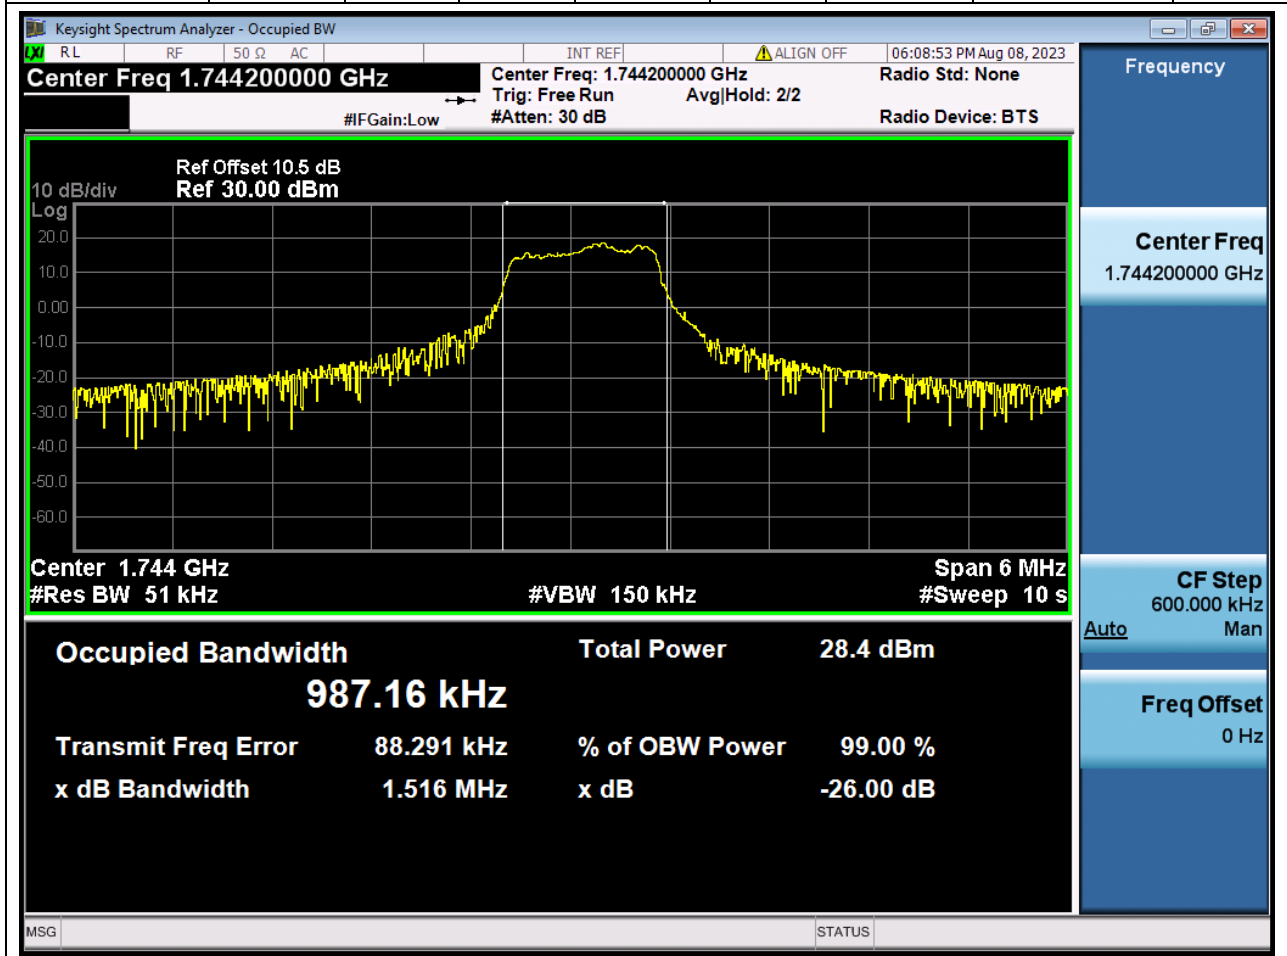 Keysight Spectrum Analyzer - Occupied BW
LXI RL RF 50 Ω AC INT REF ALIGN OFF 06:08:53 PM Aug 08, 2023
Center Freq 1.744200000 GHz
Center Freq: 1.744200000 GHz
Radio Std: None
Trig: Free Run Avg|Hold: 2/2
#IFGain:Low
#Atten: 30 dB
Radio Device: BTS
Ref Offset 10.5 dB
10 dB/div Ref 30.00 dBm
Log
20.0
10.0
0.00
-10.0
-20.0
-30.0
-40.0
-50.0
-60.0
Center 1.744 GHz Span 6 MHz
#Res BW 51 kHz #VBW 150 kHz #Sweep 10 s
Occupied Bandwidth Total Power 28.4 dBm
987.16 kHz
Transmit Freq Error 88.291 kHz % of OBW Power 99.00 %
x dB Bandwidth 1.516 MHz x dB -26.00 dB
MSG STATUS
Frequency
Center Freq
1.744200000 GHz
CF Step
600.000 kHz
Auto Man
Freq Offset
0 Hz